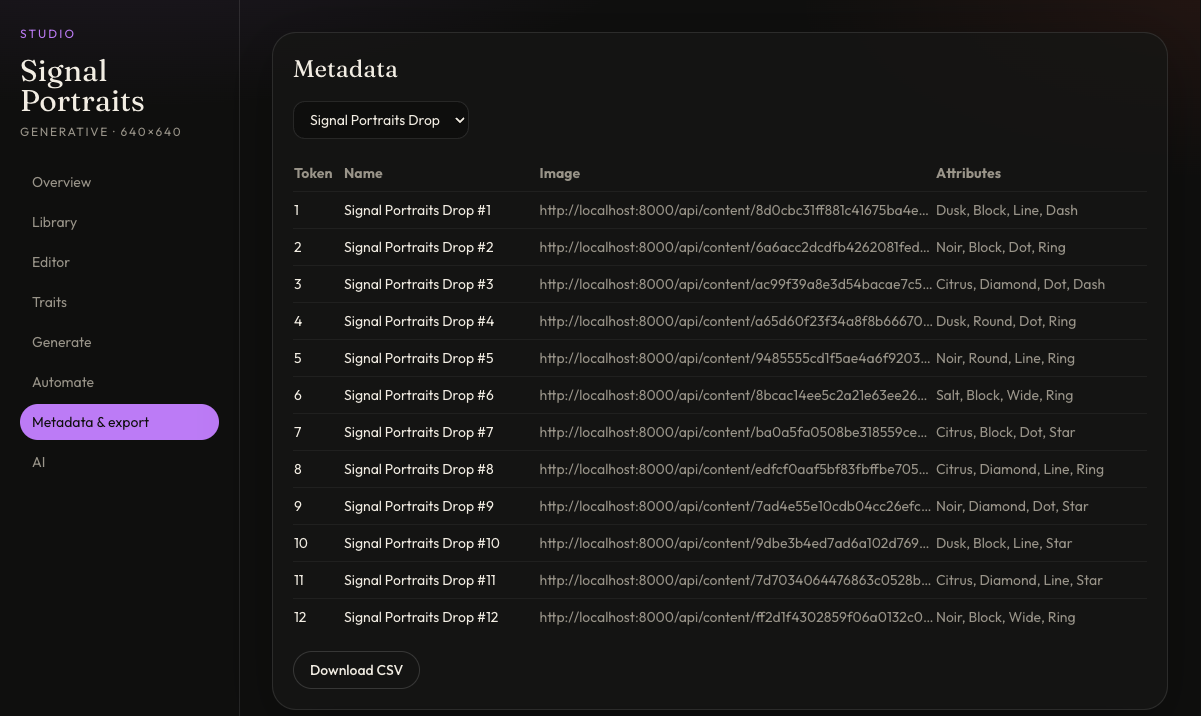 STUDIO
Signal
Portraits
GENERATIVE · 640×640
Overview
Library
Editor
Traits
Generate
Automate
Metadata & export
AI
Metadata
Signal Portraits Drop
Token Name Image Attributes
1 Signal Portraits Drop #1 http://localhost:8000/api/content/8d0cbc31ff881c41675ba4e... Dusk, Block, Line, Dash
2 Signal Portraits Drop #2 http://localhost:8000/api/content/6a6acc2dcdfb4262081fed... Noir, Block, Dot, Ring
3 Signal Portraits Drop #3 http://localhost:8000/api/content/ac99f39a8e3d54bacae7c5... Citrus, Diamond, Dot, Dash
4 Signal Portraits Drop #4 http://localhost:8000/api/content/a65d60f23f34a8f8b66670... Dusk, Round, Dot, Ring
5 Signal Portraits Drop #5 http://localhost:8000/api/content/9485555cd1f5ae4a6f9203... Noir, Round, Line, Ring
6 Signal Portraits Drop #6 http://localhost:8000/api/content/8bcac14ee5c2a21e63ee26... Salt, Block, Wide, Ring
7 Signal Portraits Drop #7 http://localhost:8000/api/content/ba0a5fa0508be318559ce... Citrus, Block, Dot, Star
8 Signal Portraits Drop #8 http://localhost:8000/api/content/edfcf0aaf5bf83fbffbe705... Citrus, Diamond, Line, Ring
9 Signal Portraits Drop #9 http://localhost:8000/api/content/7ad4e55e10cdb04cc26efc... Noir, Diamond, Dot, Star
10 Signal Portraits Drop #10 http://localhost:8000/api/content/9dbe3b4ed7ad6a102d769... Dusk, Block, Line, Star
11 Signal Portraits Drop #11 http://localhost:8000/api/content/7d7034064476863c0528b... Citrus, Diamond, Line, Star
12 Signal Portraits Drop #12 http://localhost:8000/api/content/ff2d1f4302859f06a0132c0... Noir, Block, Wide, Ring
Download CSV